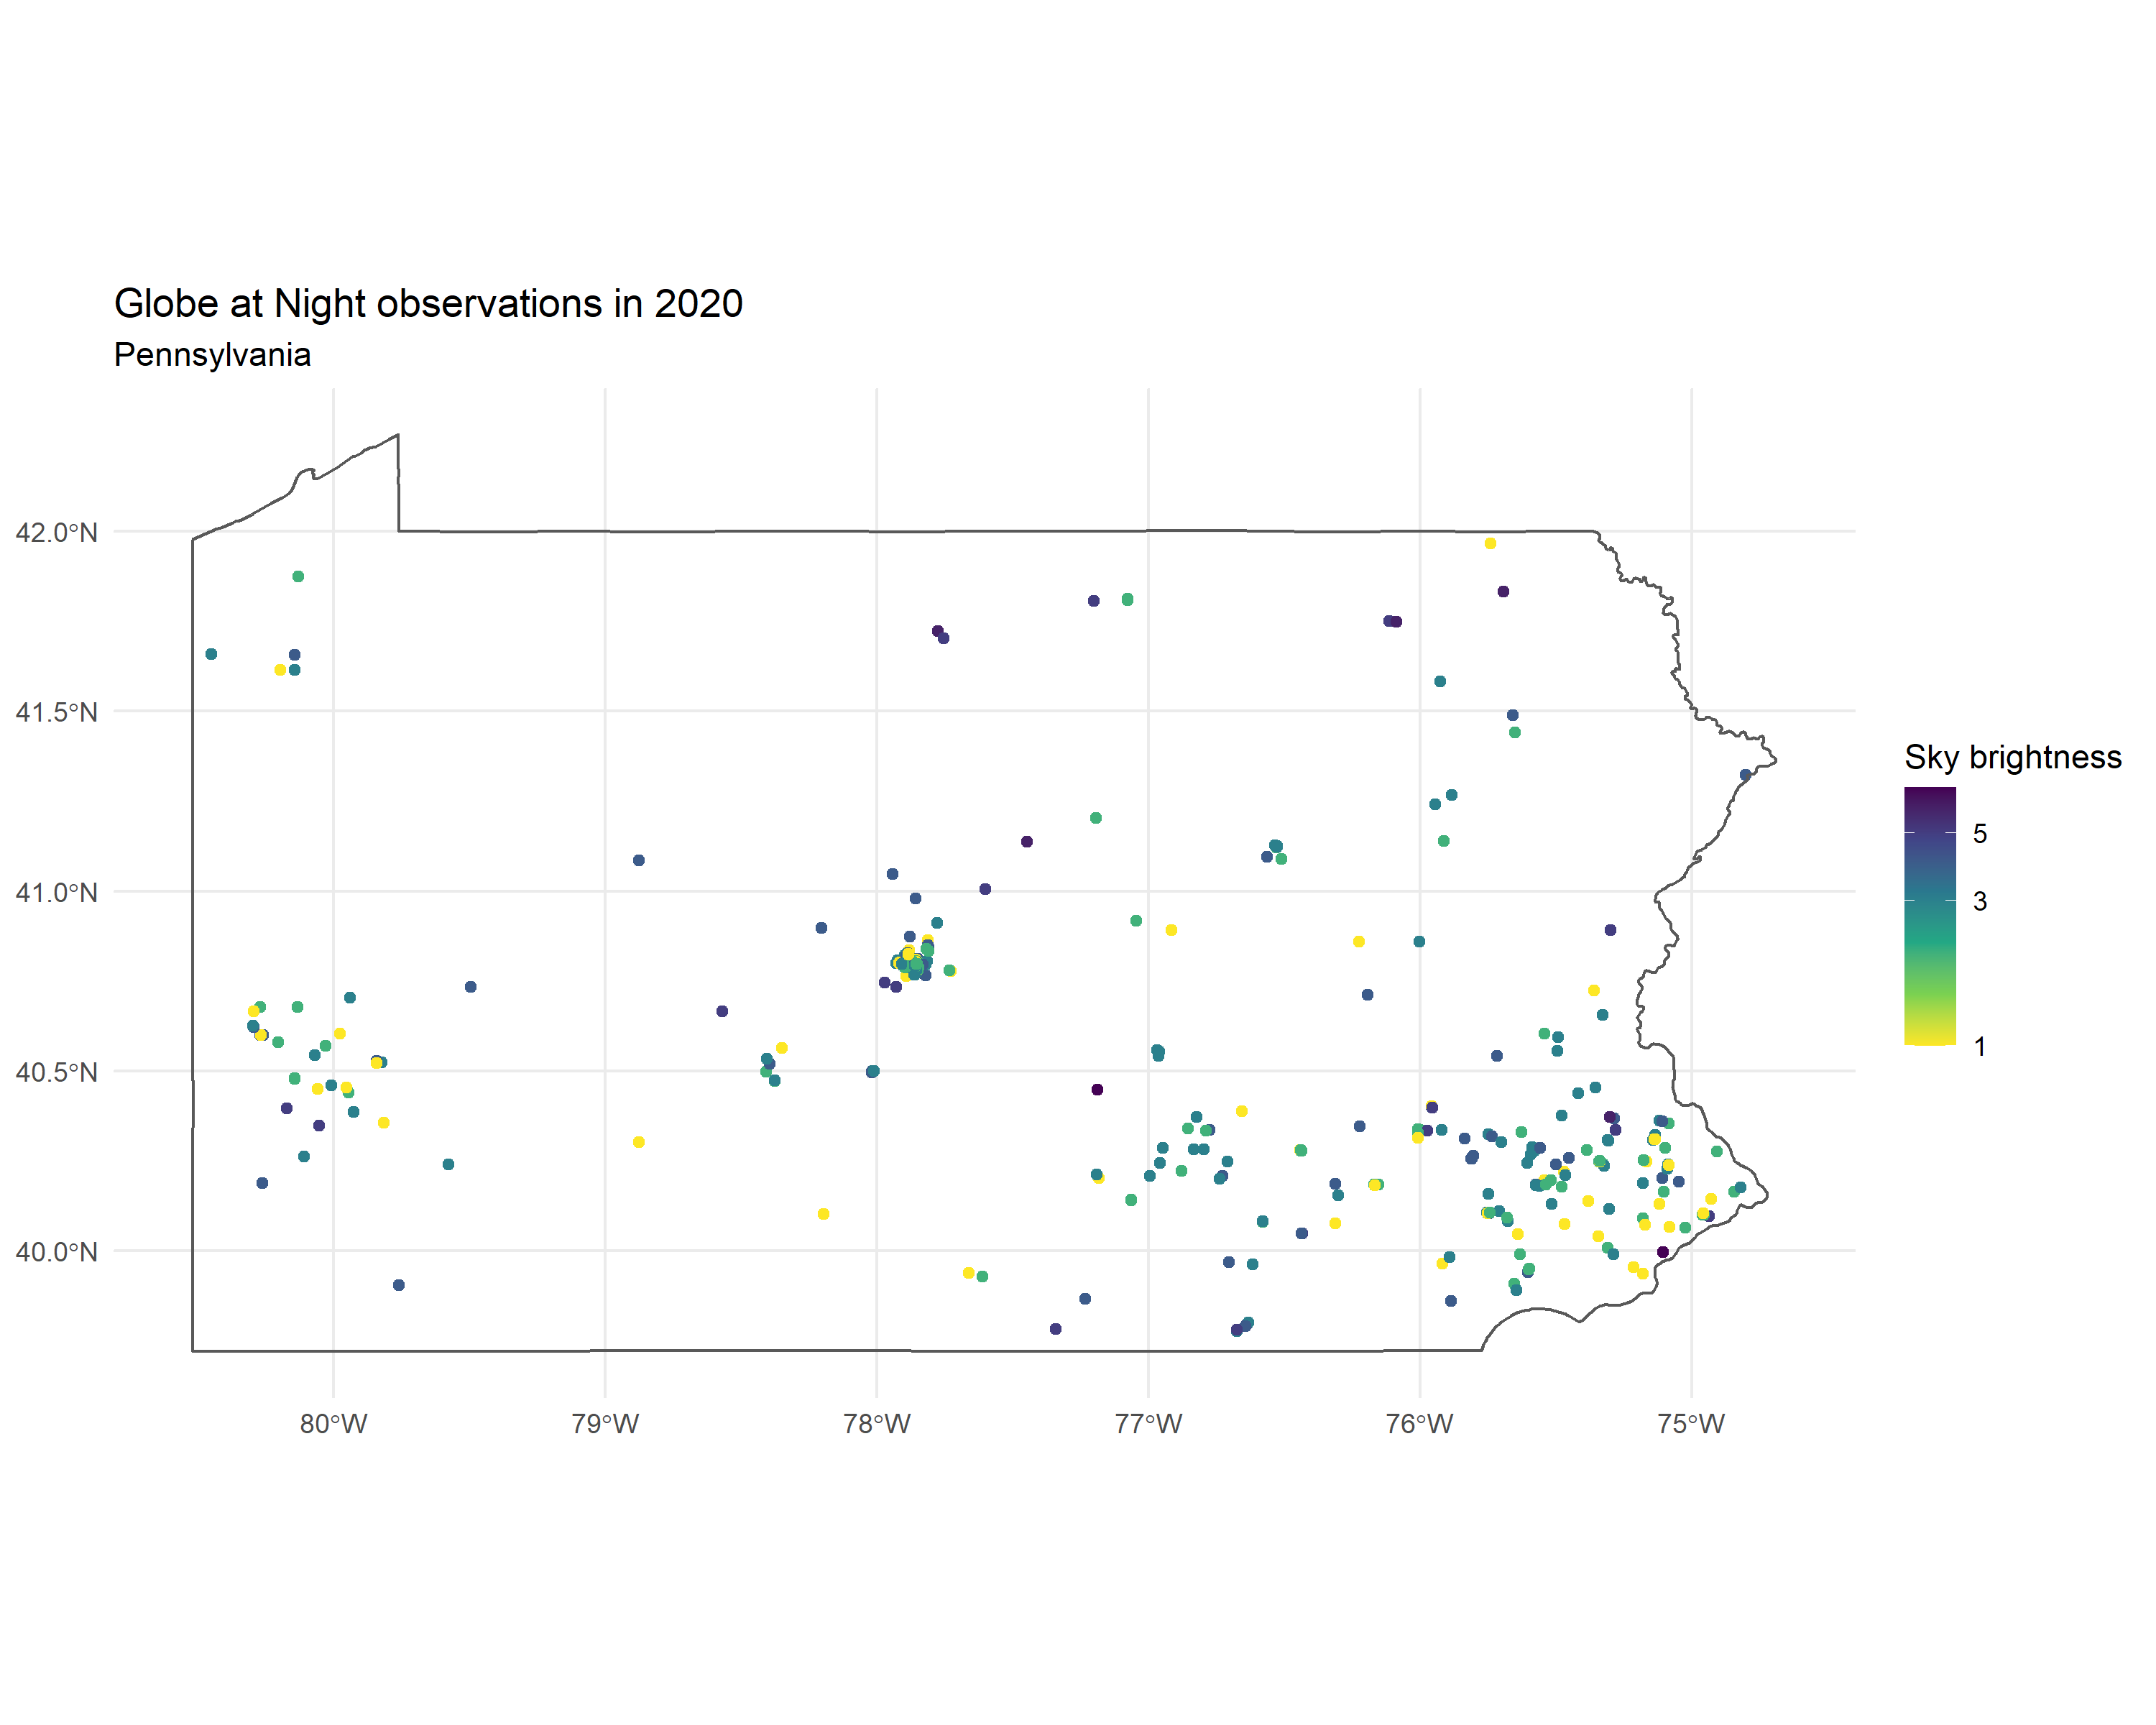 Globe at Night observations in 2020
Pennsylvania
42.0°N
41.5°N
41.0°N
40.5°N
40.0°N
80°W
79°W
78°W
77°W
76°W
75°W
Sky brightness
5
3
1